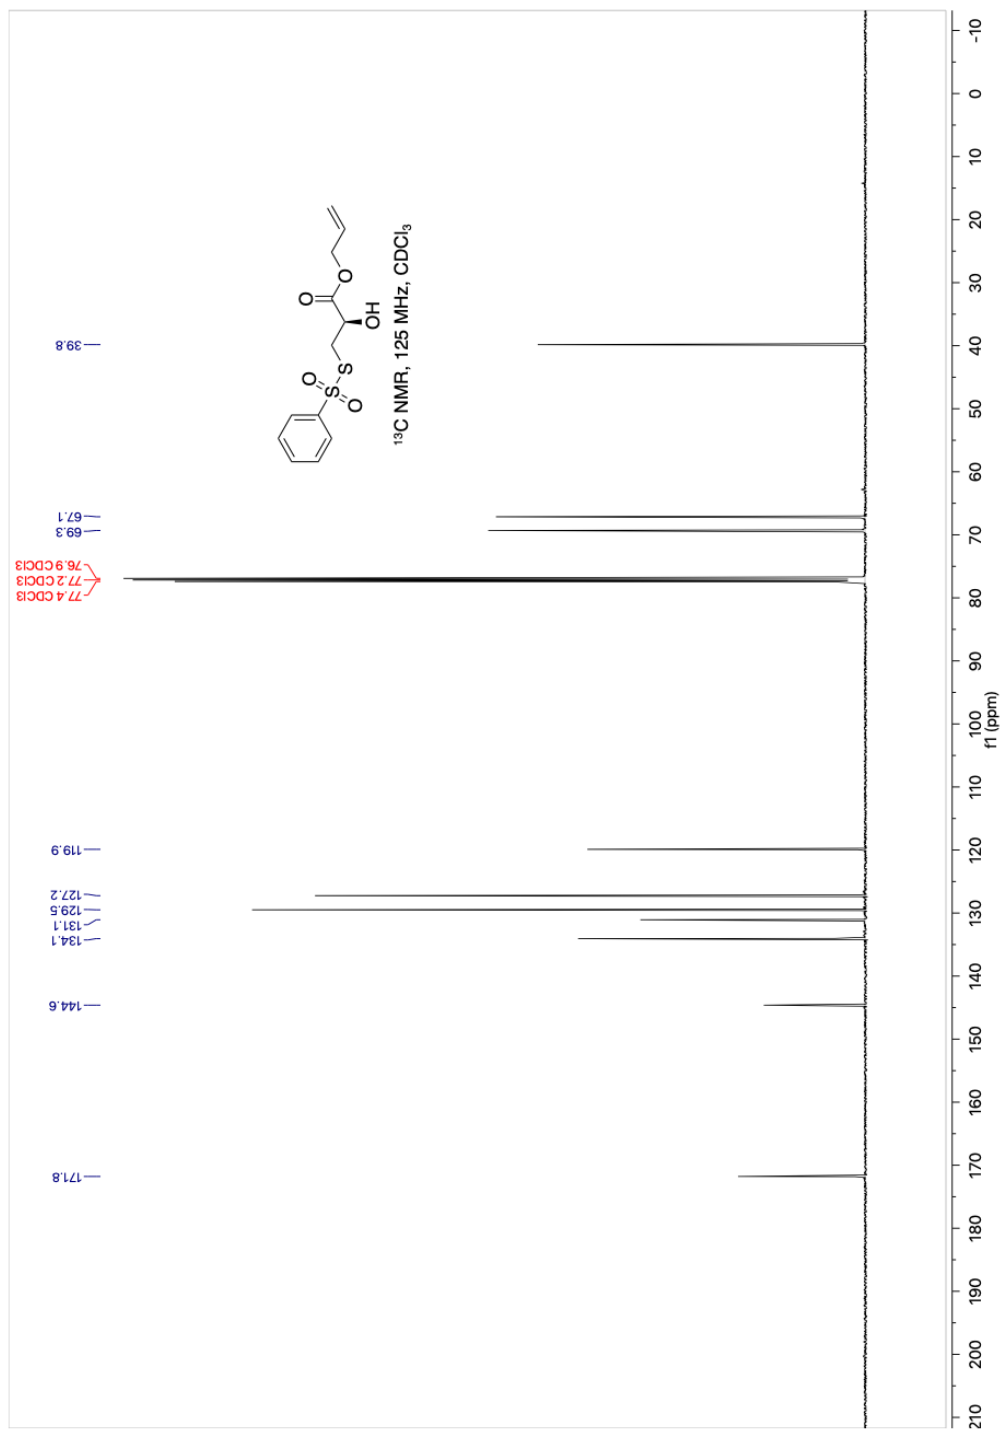 39.8
67.1
69.3
76.9 CDCl3
77.2 CDCl3
77.4 CDCl3
119.9
127.2
129.5
131.1
134.1
144.6
171.8
O
O
OH
O
S
S
O
¹³C NMR, 125 MHz, CDCl₃
-10
0
10
20
30
40
50
60
70
80
90
100
110
120
130
140
150
160
170
180
190
200
210
f1 (ppm)